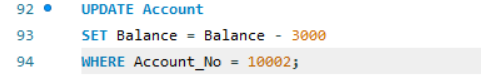 92 UPDATE Account
93 SET Balance = Balance - 3000
94 WHERE Account_No = 10002;